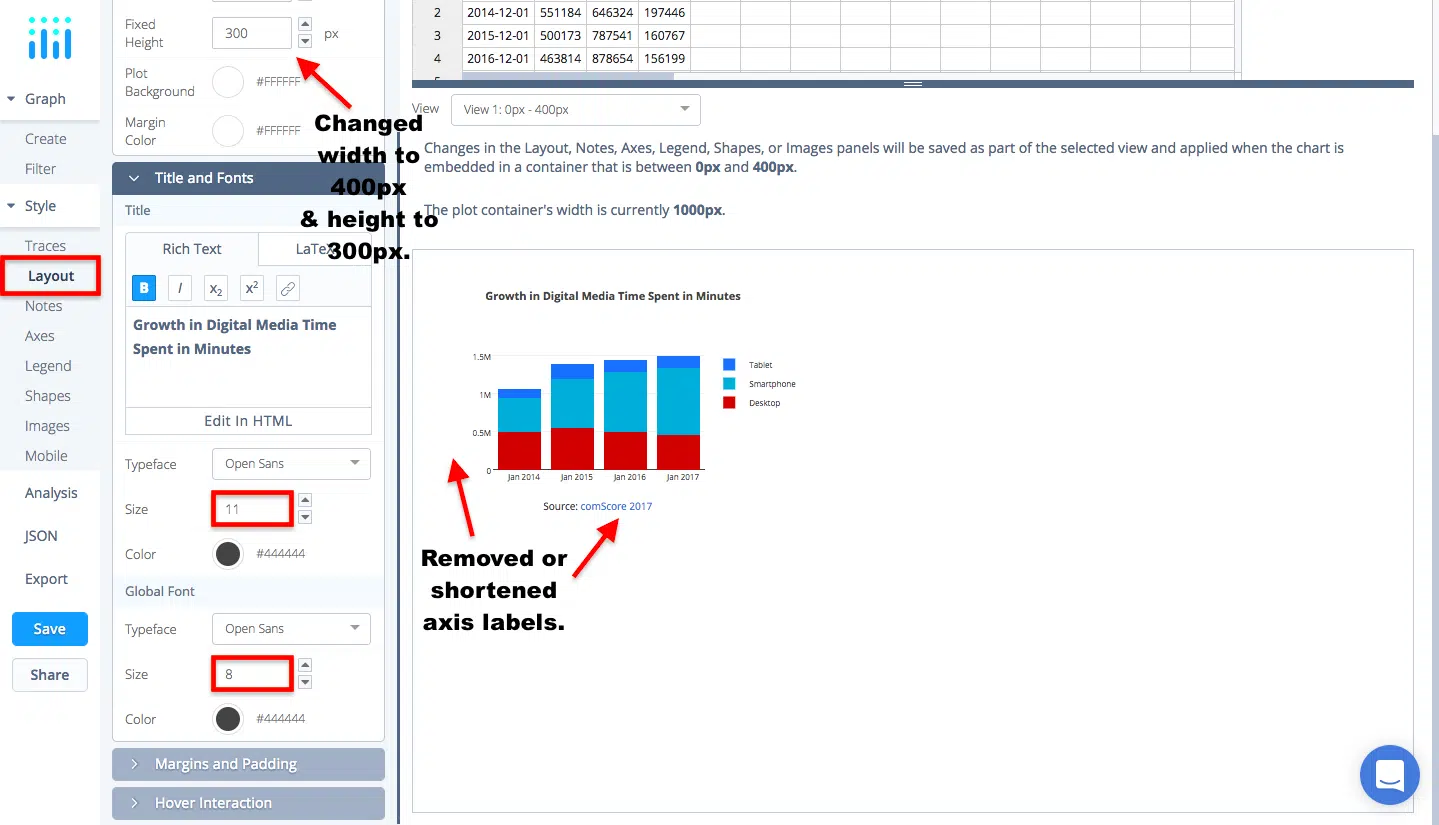 Graph
Create
Filter
Style
Traces
Layout
Notes
Axes
Legend
Shapes
Images
Mobile
Analysis
JSON
Export
Save
Share
Fixed
Height
300
px
Plot
Background
#FFFFFF
Margin
Color
#FFFFFF
Changed
width to
400px
& height to
300px.
Title and Fonts
Title
Rich Text
LaTeX
B
I
x₂
x²
Growth in Digital Media Time
Spent in Minutes
Edit In HTML
Typeface
Open Sans
Size
11
Color
#444444
Global Font
Typeface
Open Sans
Size
8
Color
#444444
Margins and Padding
Hover Interaction
2 2014-12-01 551184 646324 197446
3 2015-12-01 500173 787541 160767
4 2016-12-01 463814 878654 156199
View
View 1: 0px - 400px
Changes in the Layout, Notes, Axes, Legend, Shapes, or Images panels will be saved as part of the selected view and applied when the chart is
embedded in a container that is between 0px and 400px.
The plot container's width is currently 1000px.
Growth in Digital Media Time Spent in Minutes
1.5M
1M
0.5M
0
Jan 2014
Jan 2015
Jan 2016
Jan 2017
Tablet
Smartphone
Desktop
Source: comScore 2017
Removed or
shortened
axis labels.